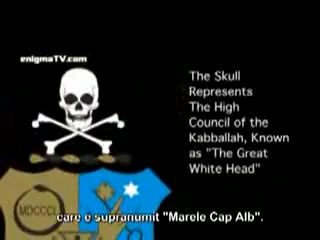 enigmaTV.com
The Skull
Represents
The High
Council of the
Kabballah, Known
as "The Great
White Head"
MDCCCL
care e supranumit "Marele Cap Alb".